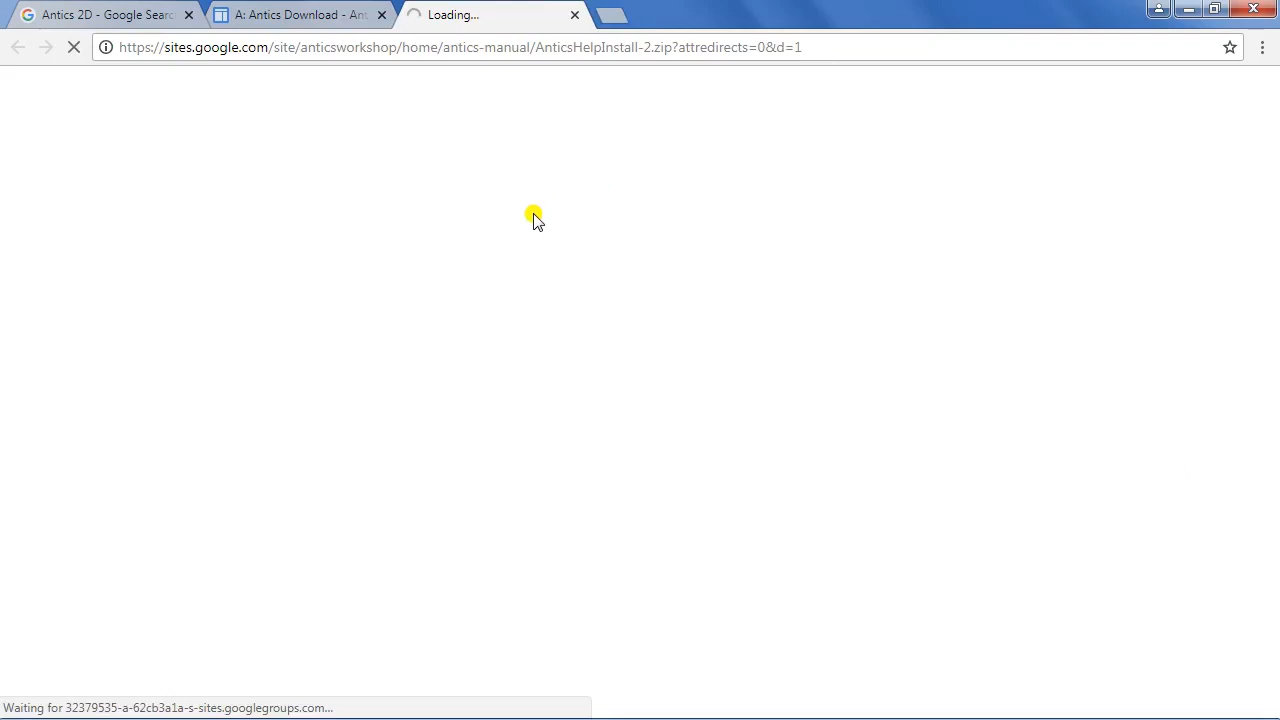 Antics 2D - Google Searc
A: Antics Download - Ant
Loading...
https://sites.google.com/site/anticsworkshop/home/antics-manual/AnticsHelpInstall-2.zip?attredirects=0&d=1
Waiting for 32379535-a-62cb3a1a-s-sites.googlegroups.com...